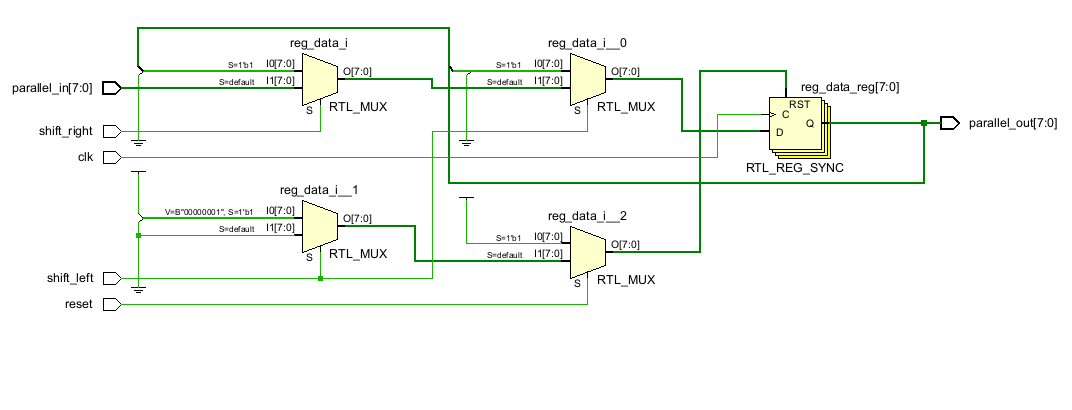 reg_data_i
reg_data_i__0
S=1'b1 I0[7:0]
S=default I1[7:0]
O[7:0]
S
RTL_MUX
S=1'b1 I0[7:0]
S=default I1[7:0]
O[7:0]
S
RTL_MUX
reg_data_reg[7:0]
RST
C
D
Q
RTL_REG_SYNC
parallel_in[7:0]
shift_right
clk
parallel_out[7:0]
reg_data_i__1
V=B"00000001", S=1'b1 I0[7:0]
S=default I1[7:0]
O[7:0]
S
RTL_MUX
reg_data_i__2
S=1'b1 I0[7:0]
S=default I1[7:0]
O[7:0]
S
RTL_MUX
shift_left
reset